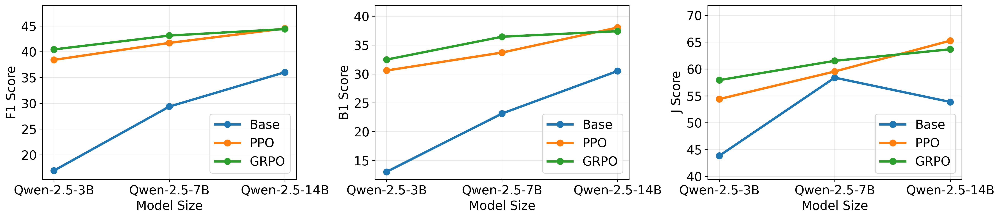 F1 Score
45
40
35
30
25
20
Base
PPO
GRPO
Qwen-2.5-3B
Qwen-2.5-7B
Qwen-2.5-14B
Model Size
B1 Score
40
35
30
25
20
15
Base
PPO
GRPO
Qwen-2.5-3B
Qwen-2.5-7B
Qwen-2.5-14B
Model Size
J Score
70
65
60
55
50
45
40
Base
PPO
GRPO
Qwen-2.5-3B
Qwen-2.5-7B
Qwen-2.5-14B
Model Size